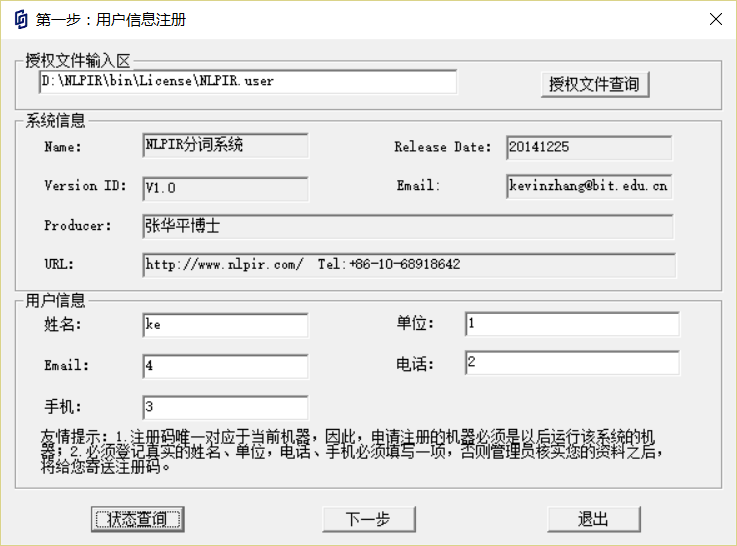 第一步：用户信息注册
授权文件输入区
D:\NLPIR\bin\License\NLPIR.user
授权文件查询
系统信息
Name: NLPIR分词系统 Release Date: 20141225
Version ID: V1.0 Email: kevinzhang@bit.edu.cn
Producer: 张华平博士
URL: http://www.nlpir.com/ Tel:+86-10-68918642
用户信息
姓名: ke 单位: 1
Email: 4 电话: 2
手机: 3
友情提示：1.注册码唯一对应于当前机器，因此，申请注册的机器必须是以后运行该系统的机
器；2.必须登记真实的姓名、单位，电话、手机必须填写一项，否则管理员核实您的资料之后，
将给您寄送注册码。
状态查询 下一步 退出